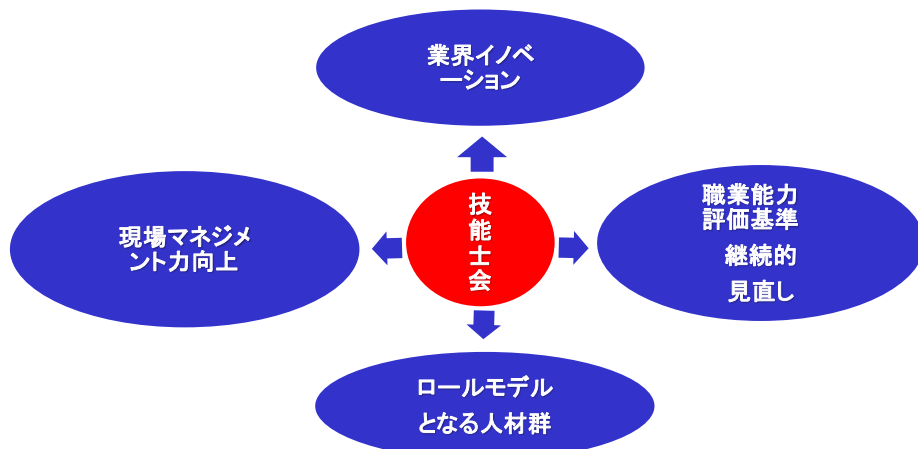 業界イノベ
ーション
技能士会
職業能力
評価基準
継続的
見直し
現場マネジメ
ント力向上
ロールモデル
となる人材群